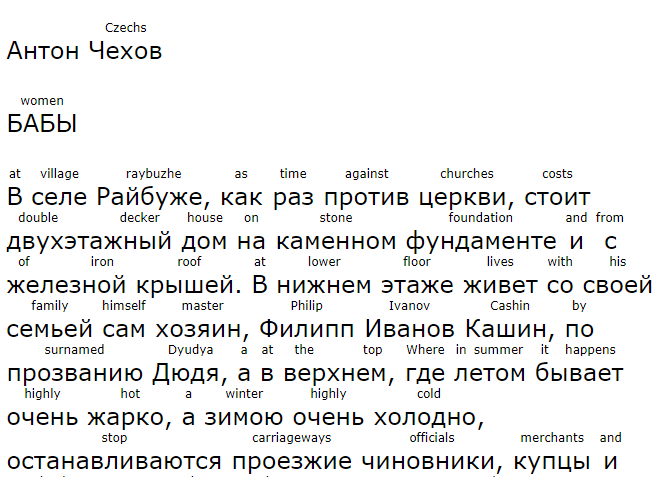 Czechs
Антон Чехов
women
БАБЫ
at village raybuzhe as time against churches costs
В селе Райбуже, как раз против церкви, стоит
double decker house on stone foundation and from
двухэтажный дом на каменном фундаменте и с
of iron roof at lower floor lives with his
железной крышей. В нижнем этаже живет со своей
family himself master Philip Ivanov Cashin by
семьей сам хозяин, Филипп Иванов Кашин, по
surnamed Dyudya a at the top Where in summer it happens
прозванию Дюдя, а в верхнем, где летом бывает
highly hot a winter highly cold
очень жарко, а зимою очень холодно,
stop carriageways officials merchants and
останавливаются проезжие чиновники, купцы и